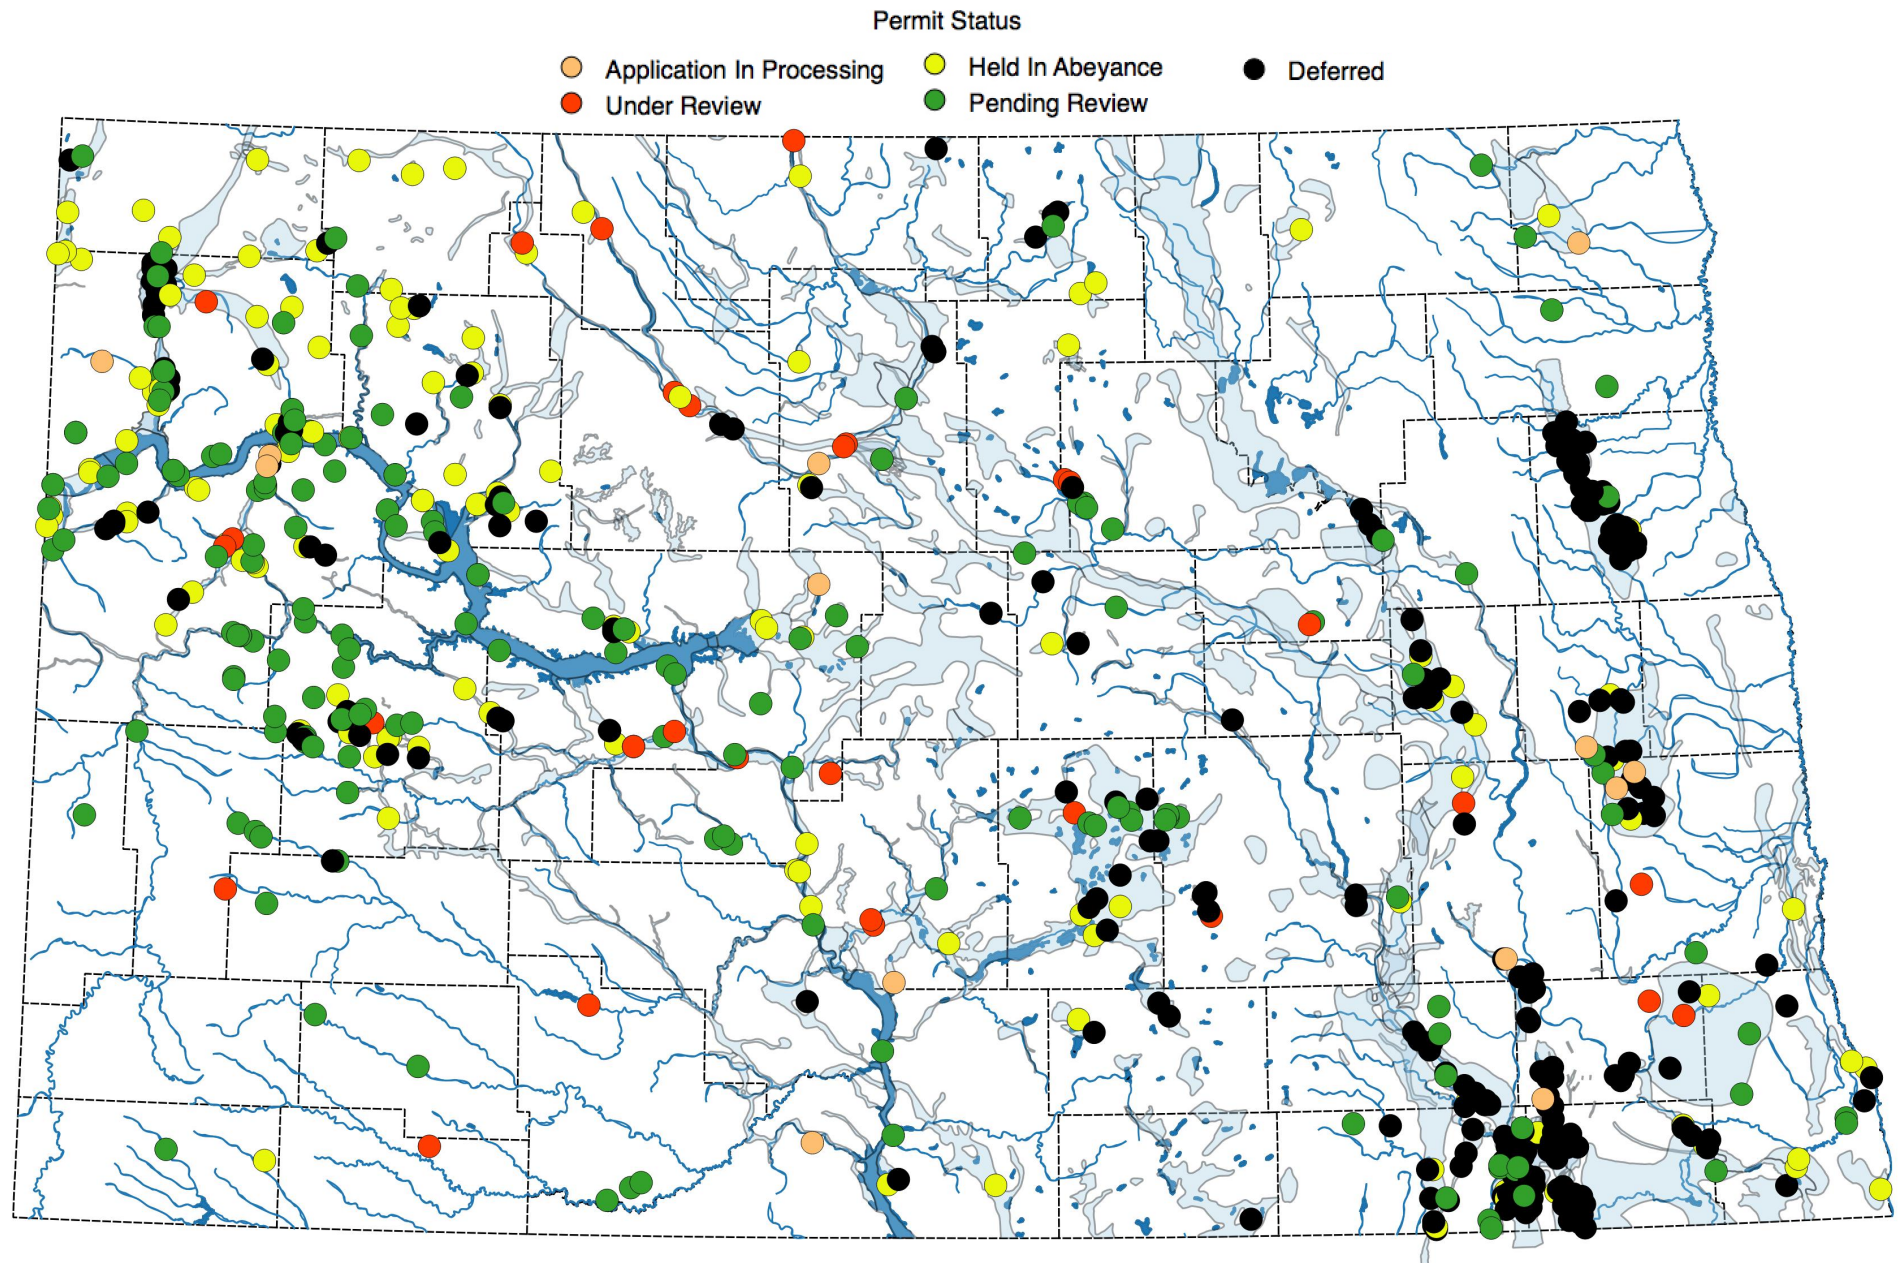 Permit Status
Application In Processing
Held In Abeyance
Deferred
Under Review
Pending Review